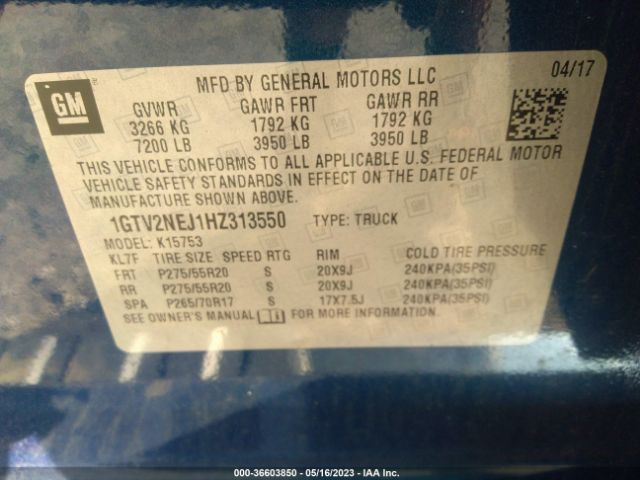 GM
MFD BY GENERAL MOTORS LLC
04/17
GVWR GAWR FRT GAWR RR
3266 KG 1792 KG 1792 KG
7200 LB 3950 LB 3950 LB
THIS VEHICLE CONFORMS TO ALL APPLICABLE U.S. FEDERAL MOTOR
VEHICLE SAFETY STANDARDS IN EFFECT ON THE DATE OF
MANUFACTURE SHOWN ABOVE.
1GTV2NEJ1HZ313550 TYPE: TRUCK
MODEL: K15753
KL7F TIRE SIZE SPEED RTG RIM COLD TIRE PRESSURE
FRT P275/55R20 S 20X9J 240KPA(35PSI)
RR P275/55R20 S 20X9J 240KPA(35PSI)
SPA P265/70R17 S 17X7.5J 240KPA(35PSI)
SEE OWNER'S MANUAL FOR MORE INFORMATION.
000-36603850 - 05/16/2023 - IAA Inc.